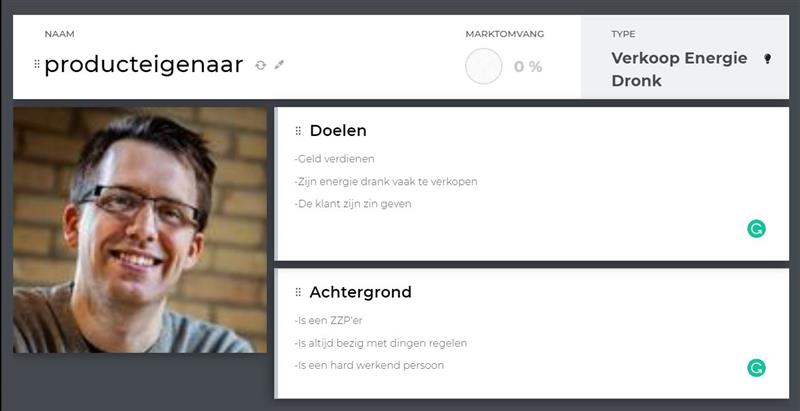 NAAM
producteigenaar
MARKTOMVANG
0 %
TYPE
Verkoop Energie
Dronk
Doelen
-Geld verdienen
-Zijn energie drank vaak te verkopen
-De klant zijn zin geven
Achtergrond
-Is een ZZP'er
-Is altijd bezig met dingen regelen
-Is een hard werkend persoon